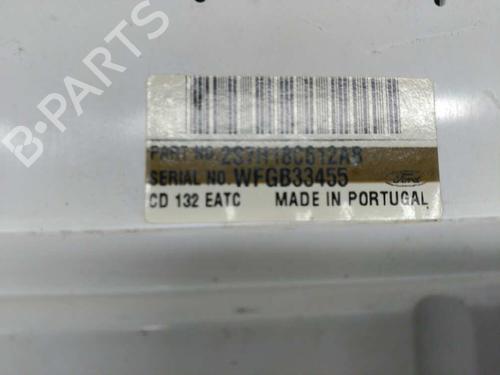 PART NO. 2S7H18C612AB
SERIAL NO. WFGB33455
Ford
CD 132 EATC MADE IN PORTUGAL
B-PARTS